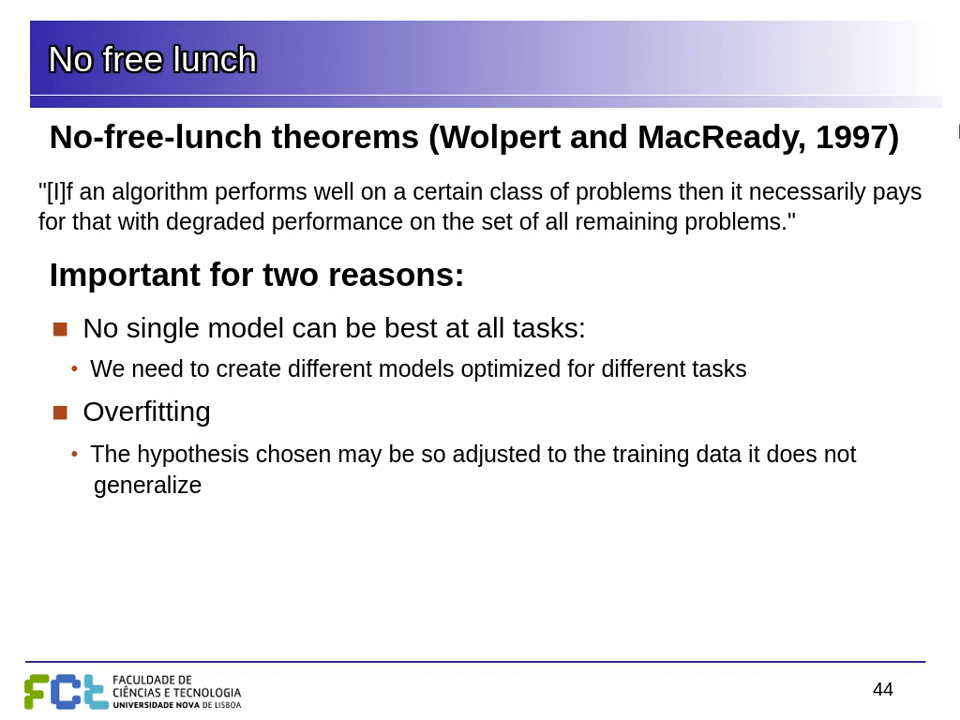 No free lunch
No-free-lunch theorems (Wolpert and MacReady, 1997)
"[I]f an algorithm performs well on a certain class of problems then it necessarily pays
for that with degraded performance on the set of all remaining problems."
Important for two reasons:
■ No single model can be best at all tasks:
• We need to create different models optimized for different tasks
■ Overfitting
• The hypothesis chosen may be so adjusted to the training data it does not
generalize
FCt FACULDADE DE
CIÊNCIAS E TECNOLOGIA
UNIVERSIDADE NOVA DE LISBOA
44